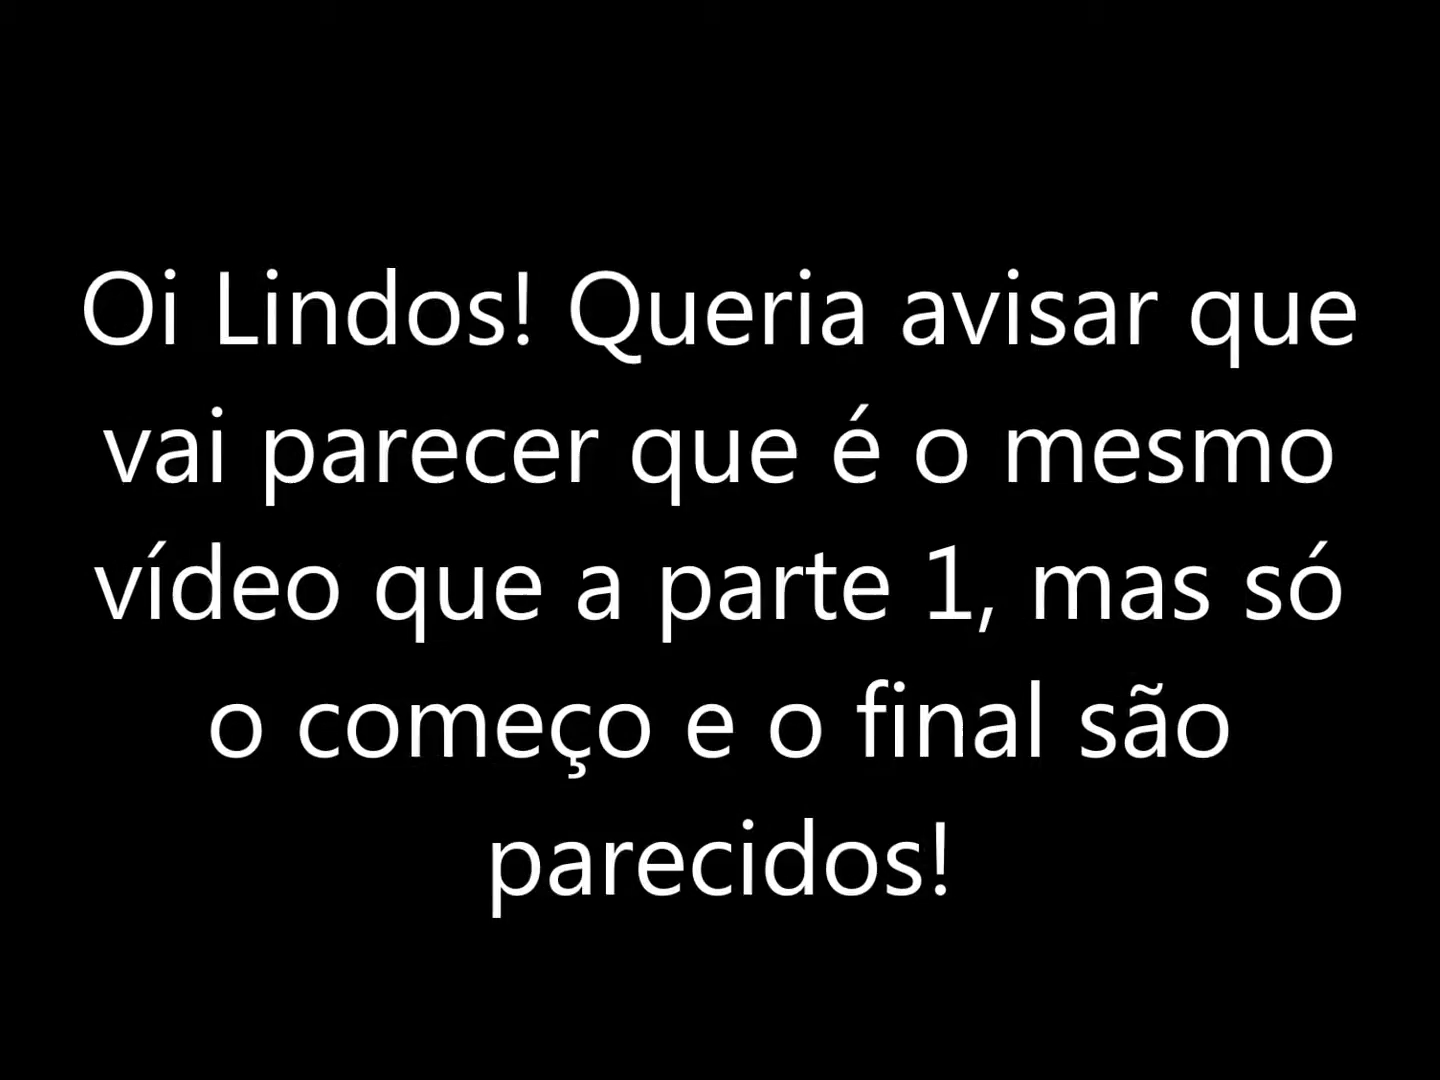 Oi Lindos! Queria avisar que
vai parecer que é o mesmo
vídeo que a parte 1, mas só
o começo e o final são
parecidos!